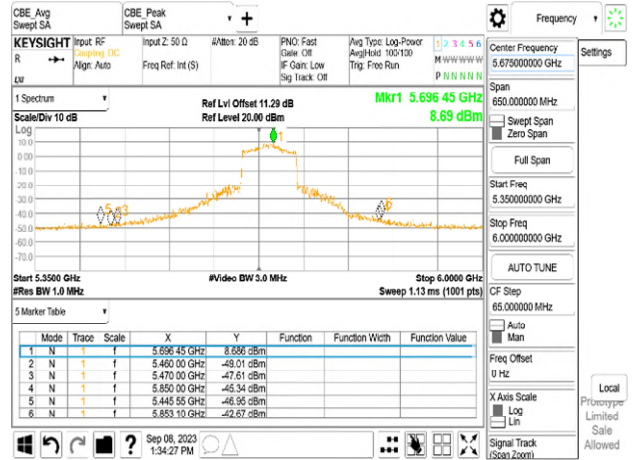 CBE_Avg
Swept SA
CBE_Peak
Swept SA
Frequency
KEYSIGHT
Input: RF
Coupling: DC
Align: Auto
Input Z: 50 Ω
Freq Ref: Int (S)
#Atten: 20 dB
PNO: Fast
Gate: Off
IF Gain: Low
Sig Track: Off
Avg Type: Log-Power
Avg|Hold: 100/100
Trig: Free Run
1 2 3 4 5 6
M W W W W W
P N N N N N
R
Settings
Center Frequency
5.675000000 GHz
Span
650.000000 MHz
Swept Span
Zero Span
Full Span
Start Freq
5.350000000 GHz
Stop Freq
6.000000000 GHz
AUTO TUNE
CF Step
65.000000 MHz
Auto
Man
Freq Offset
0 Hz
X Axis Scale
Log
Lin
Signal Track
(Span Zoom)
Local
Prototype
Limited
Sale
Allowed
1 Spectrum
Scale/Div 10 dB
Ref Lvl Offset 11.29 dB
Ref Level 20.00 dBm
Mkr1 5.696 45 GHz
8.69 dBm
Log
10.0
0.00
-10.0
-20.0
-30.0
-40.0
-50.0
-60.0
-70.0
1
5
3
Start 5.3500 GHz
#Res BW 1.0 MHz
#Video BW 3.0 MHz
Stop 6.0000 GHz
Sweep 1.13 ms (1001 pts)
5 Marker Table
Mode Trace Scale X Y Function Function Width Function Value
1 N 1 f 5.696 45 GHz 8.686 dBm
2 N 1 f 5.460 00 GHz -49.01 dBm
3 N 1 f 5.470 00 GHz -47.61 dBm
4 N 1 f 5.850 00 GHz -45.34 dBm
5 N 1 f 5.445 55 GHz -46.95 dBm
6 N 1 f 5.853 10 GHz -42.67 dBm
Sep 08, 2023
1:34:27 PM